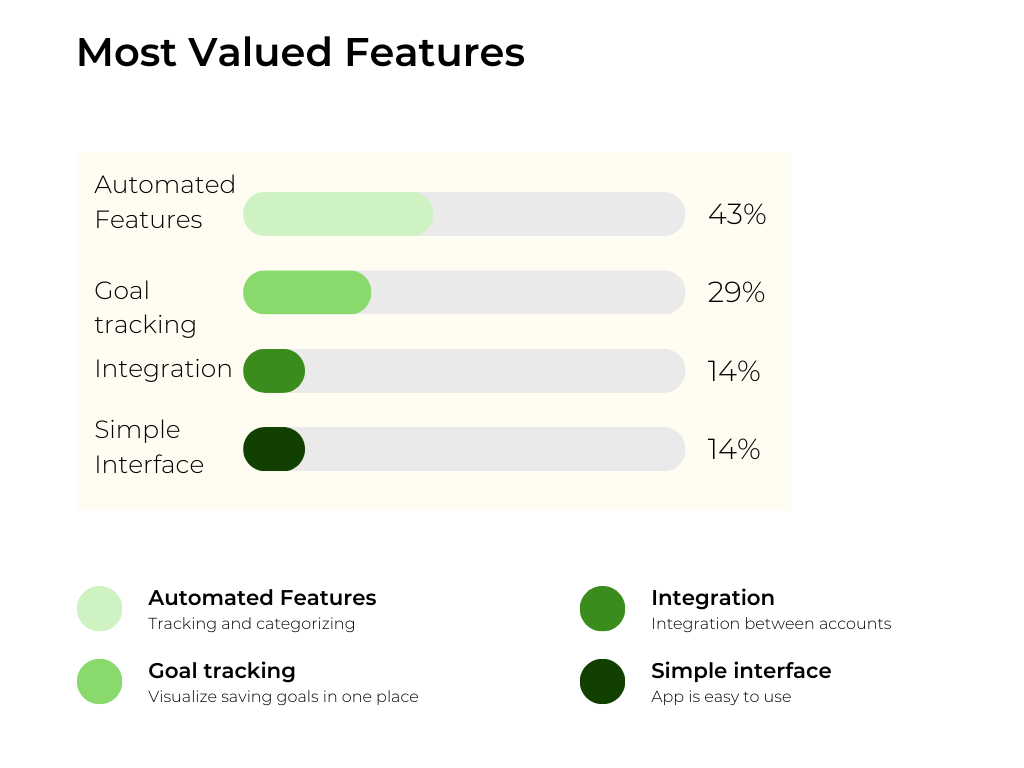 Most Valued Features
Automated
Features
43%
Goal
tracking
29%
Integration
14%
Simple
Interface
14%
Automated Features
Tracking and categorizing
Goal tracking
Visualize saving goals in one place
Integration
Integration between accounts
Simple interface
App is easy to use